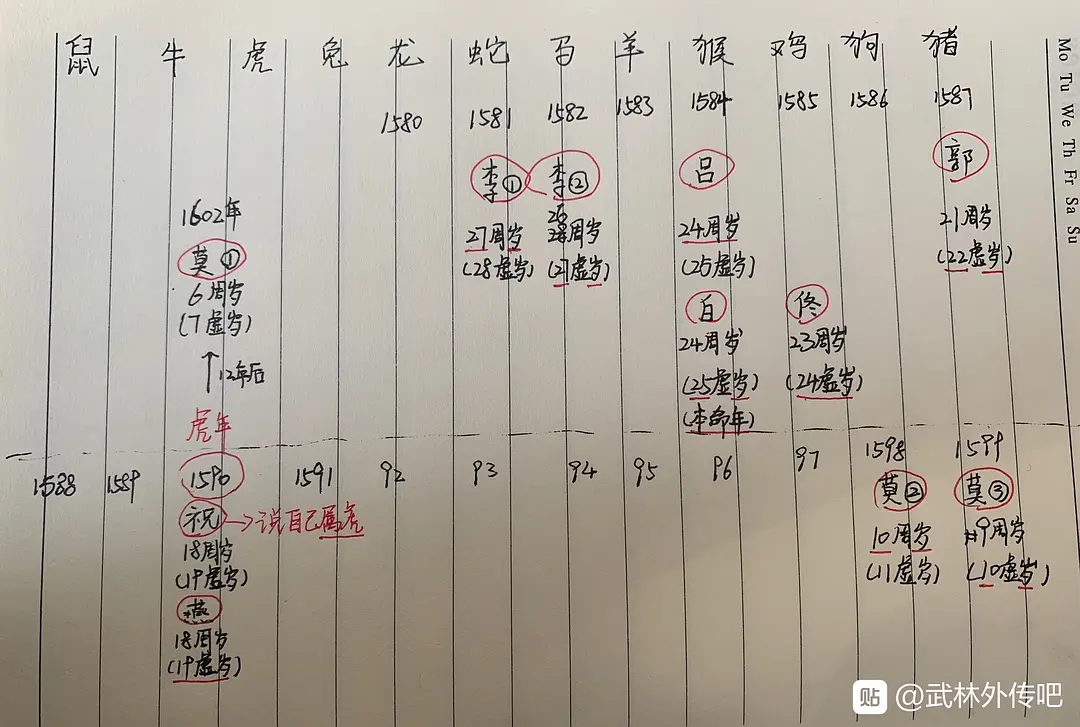 鼠 牛 虎 兔 龙 蛇 马 羊 猴 鸡 狗 猪
Mo Tu We Th Fr Sa Su
1580 1581 1582 1583 1584 1585 1586 1587
李① 李② 吕 郭
1602年
莫①
6周岁
(7虚岁)
↑12年后
虎年
27周岁
(28虚岁)
26周岁
(27虚岁)
24周岁
(25虚岁)
21周岁
(22虚岁)
白
24周岁
(25虚岁)
(本命年)
佟
23周岁
(24虚岁)
1588 1589 1590 1591 92 93 94 95 96 97 1598 1599
祝→说自己属虎
18周岁
(19虚岁)
燕
18周岁
(19虚岁)
莫②
10周岁
(11虚岁)
莫③
9周岁
(10虚岁)
贴 @武林外传吧